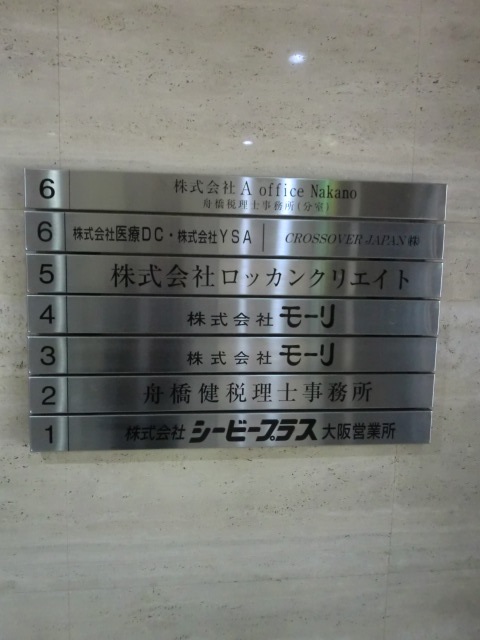 6 株式会社 A office Nakano
舟橋税理士事務所(分室)
6 株式会社医療DC・株式会社YSA | CROSSOVER JAPAN㈱
5 株式会社ロッカンクリエイト
4 株式会社モーリ
3 株式会社モーリ
2 舟橋健税理士事務所
1 株式会社シービープラス大阪営業所